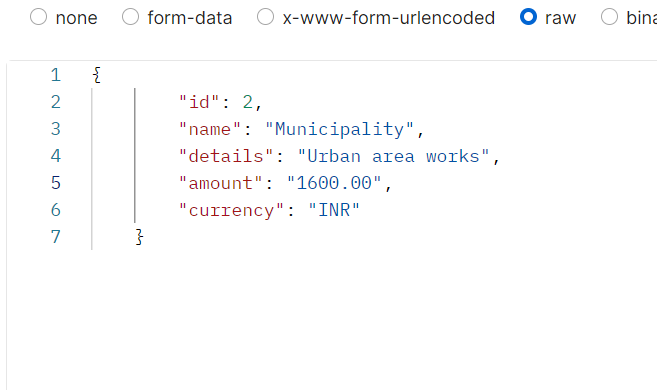 none form-data x-www-form-urlencoded raw
1 {
2 "id": 2,
3 "name": "Municipality",
4 "details": "Urban area works",
5 "amount": "1600.00",
6 "currency": "INR"
7 }